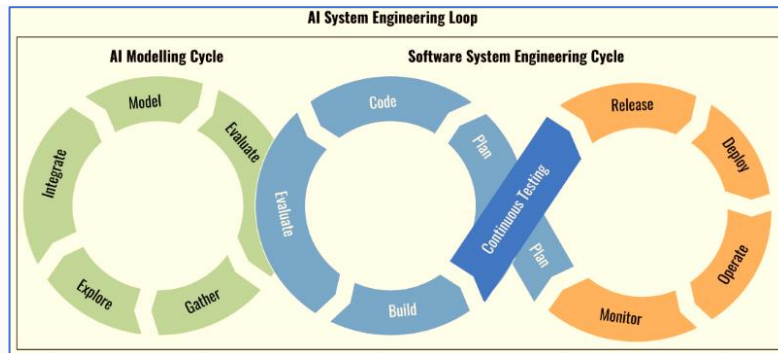 AI System Engineering Loop
AI Modelling Cycle
Software System Engineering Cycle
Model
Evaluate
Integrate
Explore
Gather
Code
Plan
Evaluate
Build
Continuous Testing
Plan
Release
Deploy
Operate
Monitor